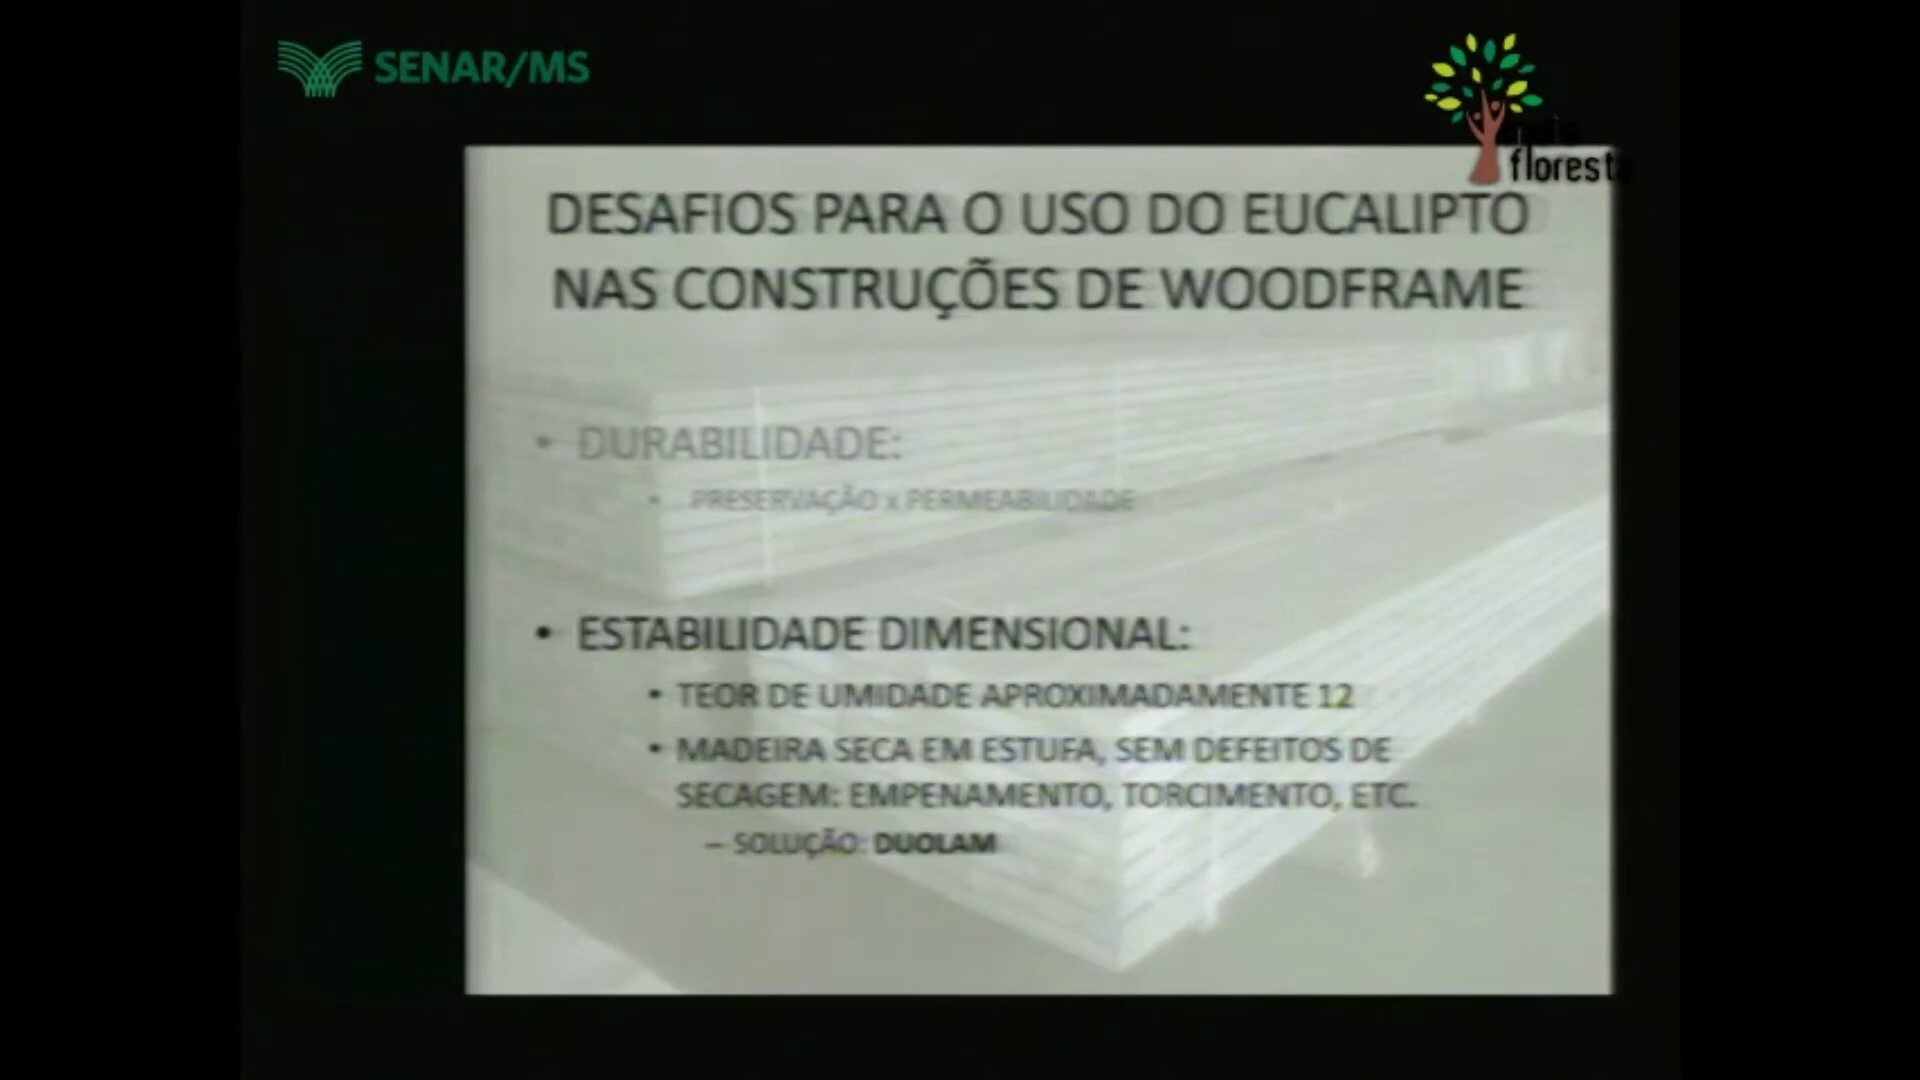 SENAR/MS
floresta
DESAFIOS PARA O USO DO EUCALIPTO
NAS CONSTRUÇÕES DE WOODFRAME
• DURABILIDADE:
• PRESERVAÇÃO x PERMEABILIDADE
• ESTABILIDADE DIMENSIONAL:
• TEOR DE UMIDADE APROXIMADAMENTE 12
• MADEIRA SECA EM ESTUFA, SEM DEFEITOS DE
SECAGEM: EMPENAMENTO, TORCIMENTO, ETC.
– SOLUÇÃO: DUOLAM